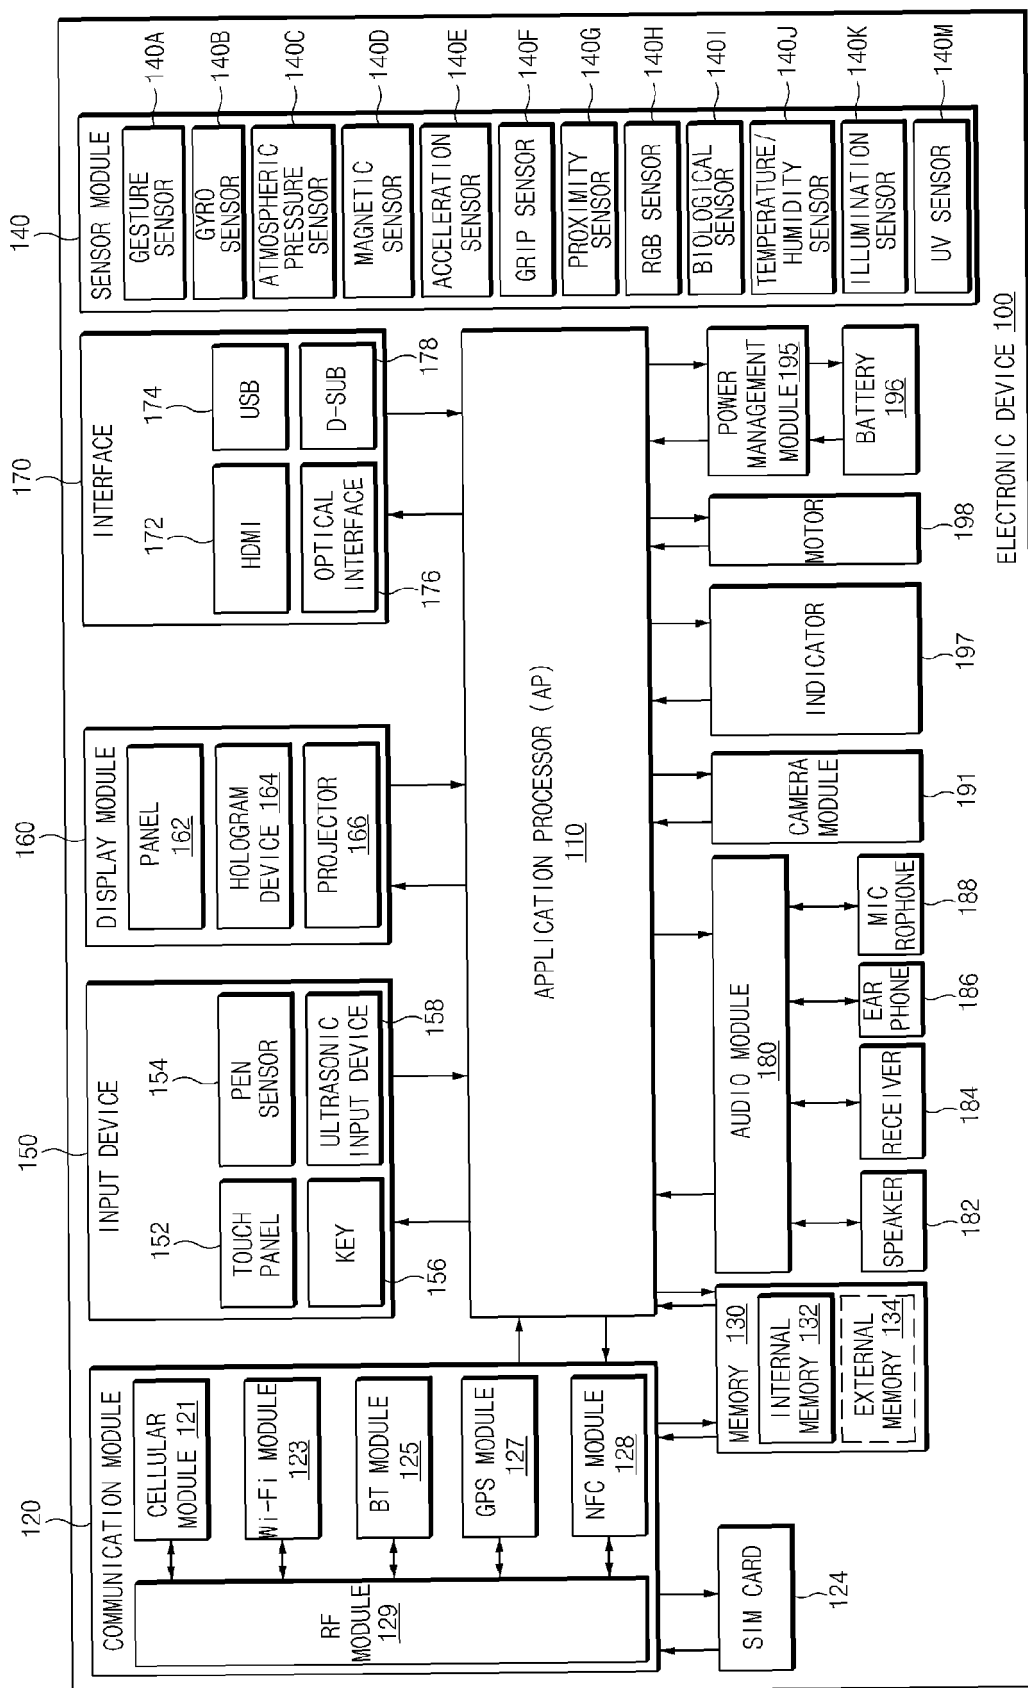 120
COMMUNICATION MODULE
CELLULAR
MODULE 121
Wi-Fi MODULE
123
BT MODULE
125
GPS MODULE
127
NFC MODULE
128
RF
MODULE
129
SIM CARD
124
150
INPUT DEVICE
152
TOUCH
PANEL
154
PEN
SENSOR
KEY
156
ULTRASONIC
INPUT DEVICE
158
160
DISPLAY MODULE
PANEL
162
HOLOGRAM
DEVICE 164
PROJECTOR
166
170
INTERFACE
172
HDMI
174
USB
OPTICAL
INTERFACE
176
D-SUB
178
140
SENSOR MODULE
GESTURE
SENSOR
140A
GYRO
SENSOR
140B
ATMOSPHERIC
PRESSURE
SENSOR
140C
MAGNETIC
SENSOR
140D
ACCELERATION
SENSOR
140E
GRIP SENSOR
140F
PROXIMITY
SENSOR
140G
RGB SENSOR
140H
BIOLOGICAL
SENSOR
140I
TEMPERATURE/
HUMIDITY
SENSOR
140J
ILLUMINATION
SENSOR
140K
UV SENSOR
140M
APPLICATION PROCESSOR (AP)
110
MEMORY 130
INTERNAL
MEMORY 132
EXTERNAL
MEMORY 134
AUDIO MODULE
180
SPEAKER
182
RECEIVER
184
EAR
PHONE
186
MIC
ROPHONE
188
CAMERA
MODULE
191
INDICATOR
197
MOTOR
198
POWER
MANAGEMENT
MODULE195
BATTERY
196
ELECTRONIC DEVICE 100